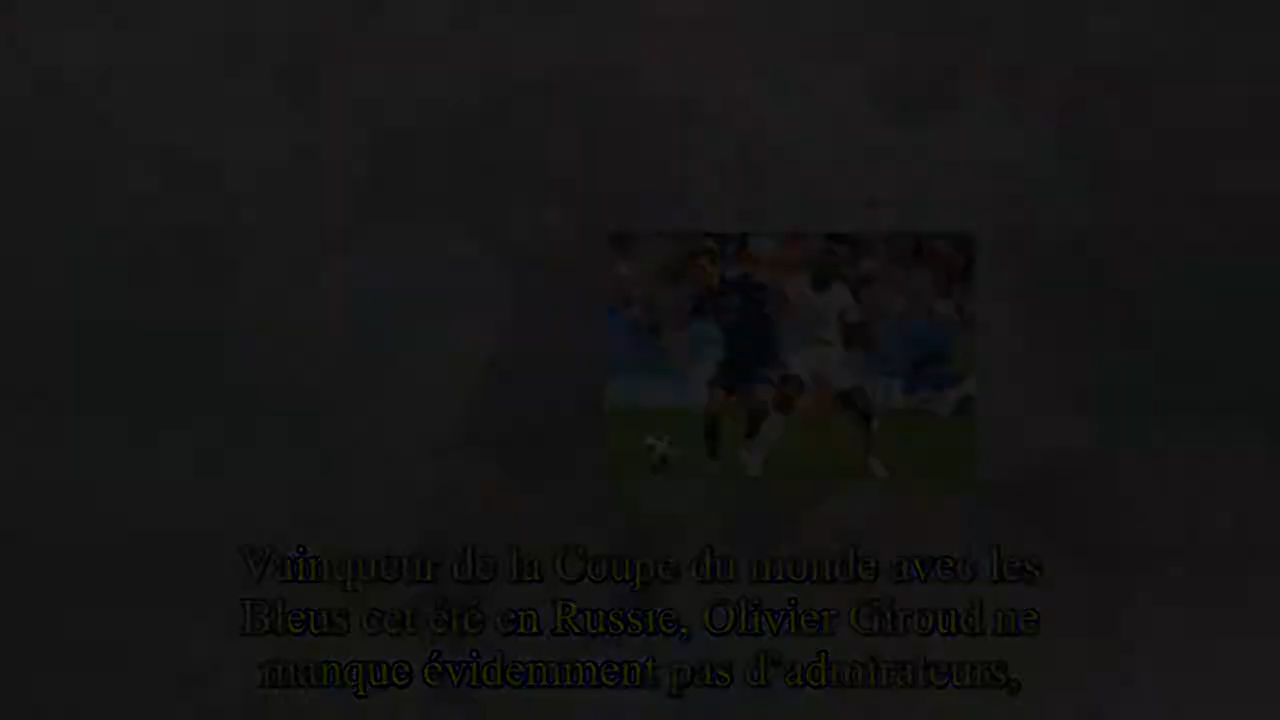 Vainqueur de la Coupe du monde avec les
Bleus cet été en Russie, Olivier Giroud ne
manque évidemment pas d'admirateurs,